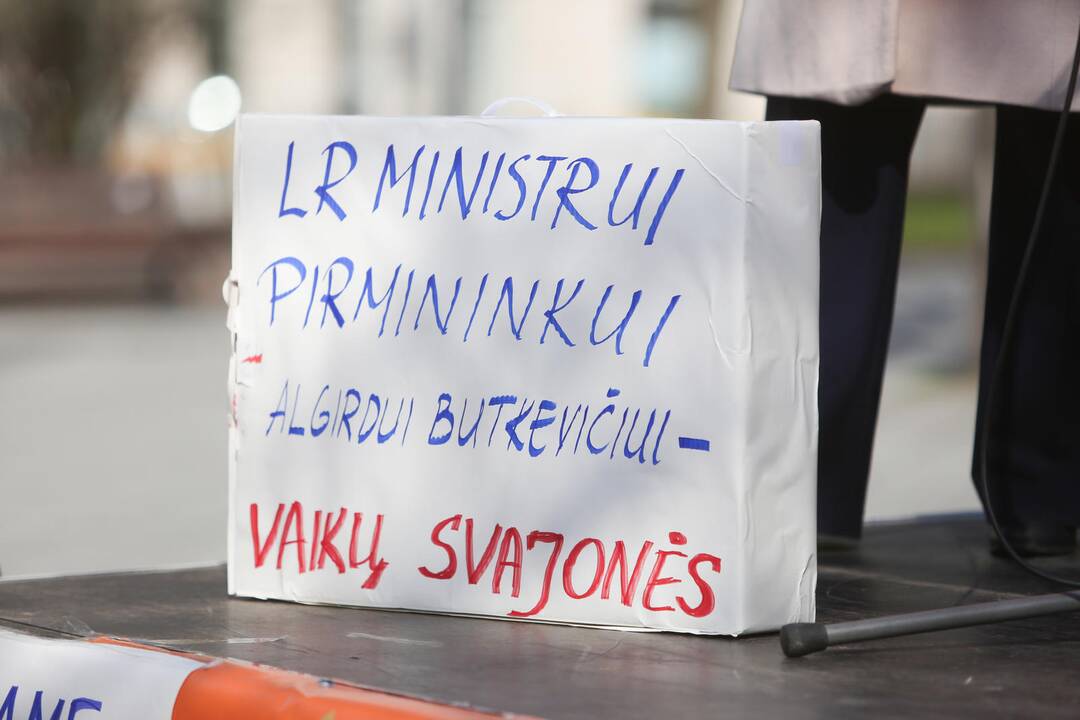 LR MINISTRUI
PIRMININKUI
ALGIRDUI BUTKEVIČIUI –
VAIKŲ SVAJONĖS